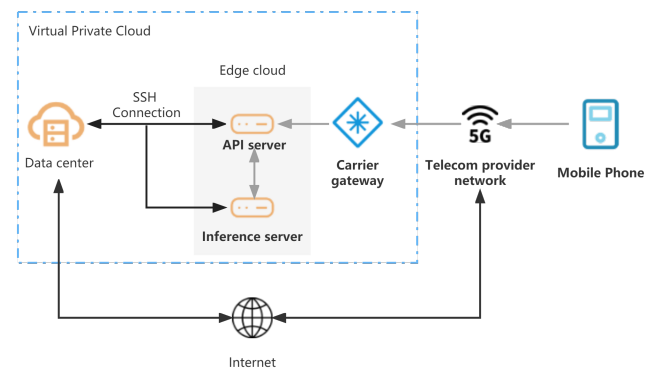 Virtual Private Cloud
Edge cloud
SSH
Connection
Data center
API server
Inference server
Carrier
gateway
5G
Telecom provider
network
Mobile Phone
Internet